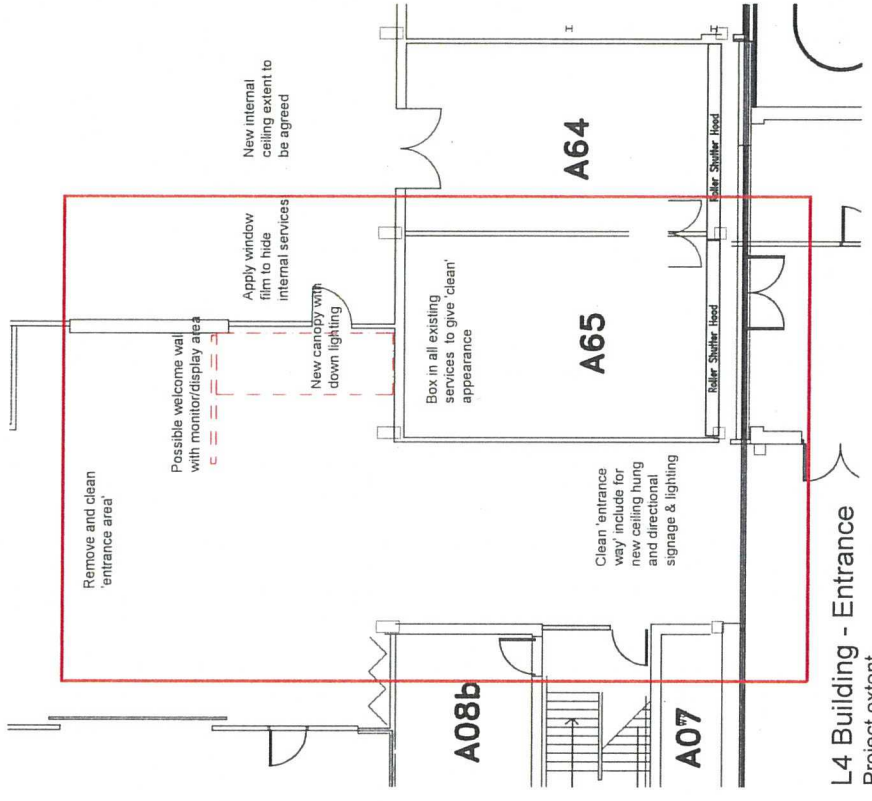 New internal
ceiling extent to
be agreed
Apply window
film to hide
internal services
Possible welcome wal
with monitor/display area
New canopy with
down lighting
Remove and clean
'entrance area'
Box in all existing
services to give 'clean'
appearance
A64
A65
Roller Shutter Hood
Roller Shutter Hood
Clean 'entrance
way' include for
new ceiling hung
and directional
signage & lighting
A08b
A07
L4 Building - Entrance
Project extent